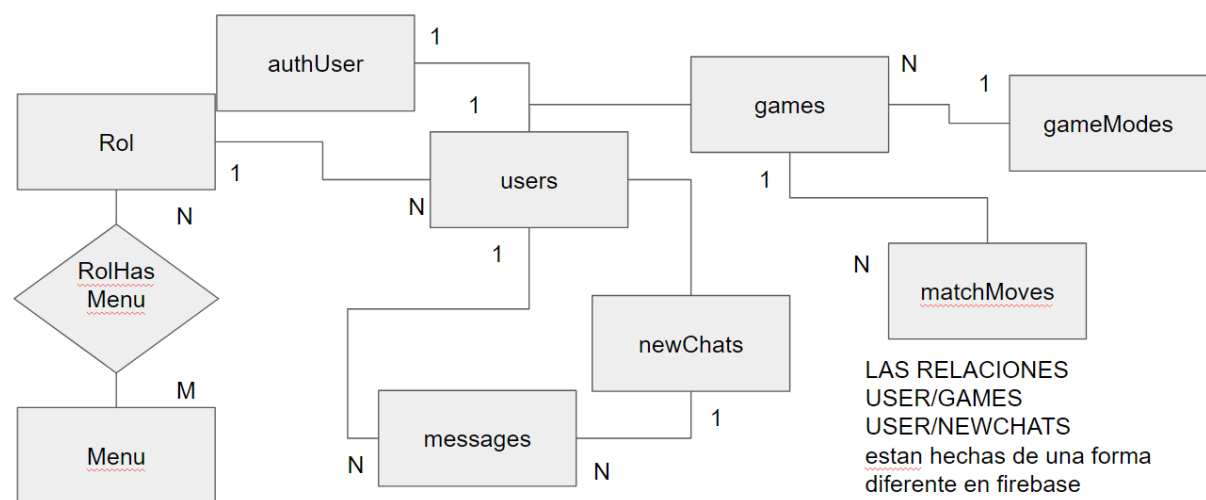 authUser
1
Rol
1
N
RolHas
Menu
M
Menu
1
users
N
1
games
N
1
gameModes
1
N
matchMoves
newChats
1
messages
N
N
LAS RELACIONES
USER/GAMES
USER/NEWCHATS
estan hechas de una forma
diferente en firebase